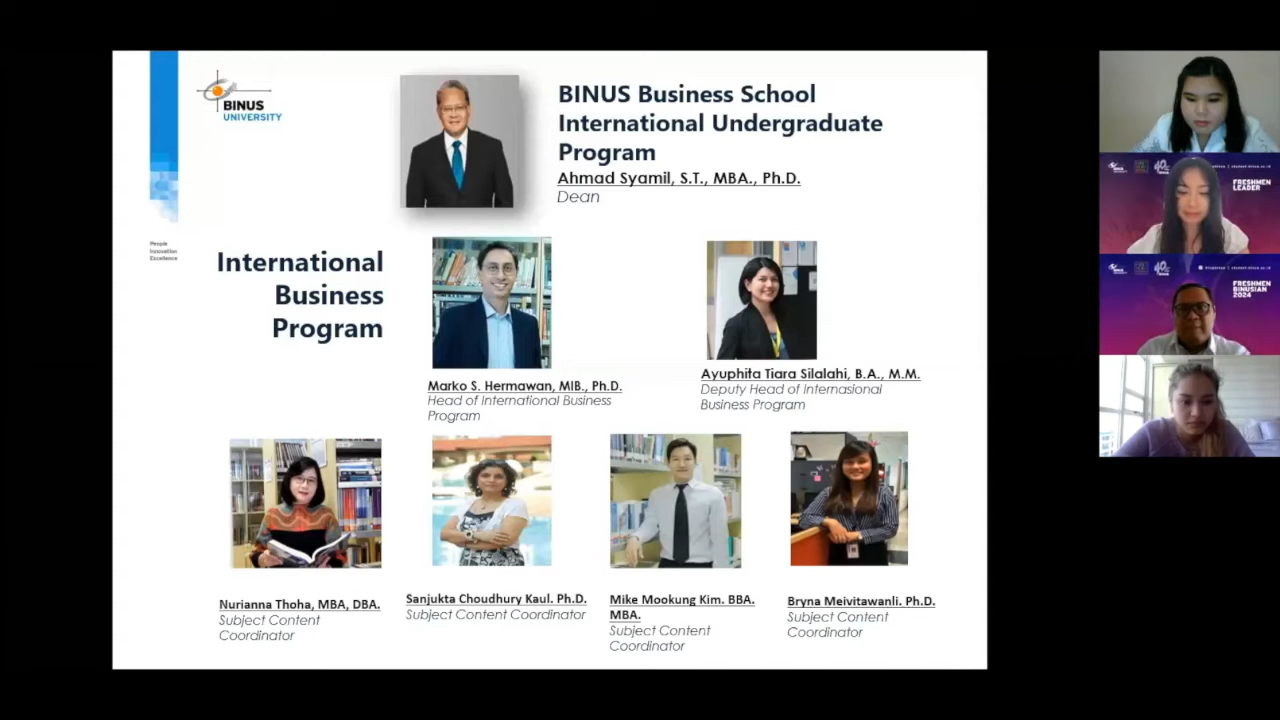 BINUS
UNIVERSITY
People
Innovation
Excellence
BINUS Business School
International Undergraduate
Program
Ahmad Syamil, S.T., MBA., Ph.D.
Dean
International
Business
Program
Marko S. Hermawan, MIB., Ph.D.
Head of International Business
Program
Ayuphita Tiara Silalahi, B.A., M.M.
Deputy Head of Internasional
Business Program
Nurianna Thoha, MBA, DBA.
Subject Content
Coordinator
Sanjukta Choudhury Kaul. Ph.D.
Subject Content Coordinator
Mike Mookung Kim. BBA.
MBA.
Subject Content
Coordinator
Bryna Meivitawanli. Ph.D.
Subject Content
Coordinator
FRESHMEN
LEADER
FRESHMEN
BINUSIAN
2024